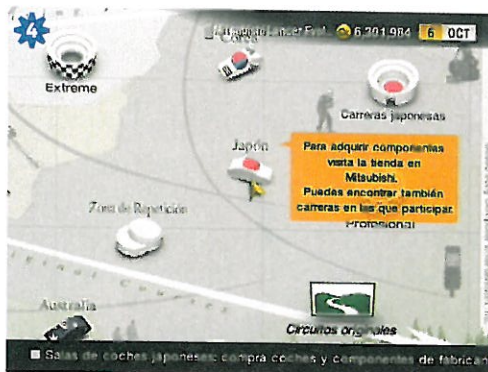 4
Lancer Evol.
6,391,984
6 OCT
Extreme
Corea
Carreras japonesas
Japón
Para adquirir componentes
visita la tienda en
Mitsubishi.
Puedes encontrar también
carreras en las que participar.
Profesional
Zona de Repetición
Australia
Circuitos originales
Salas de coches japoneses: compra coches y componentes de fabrican